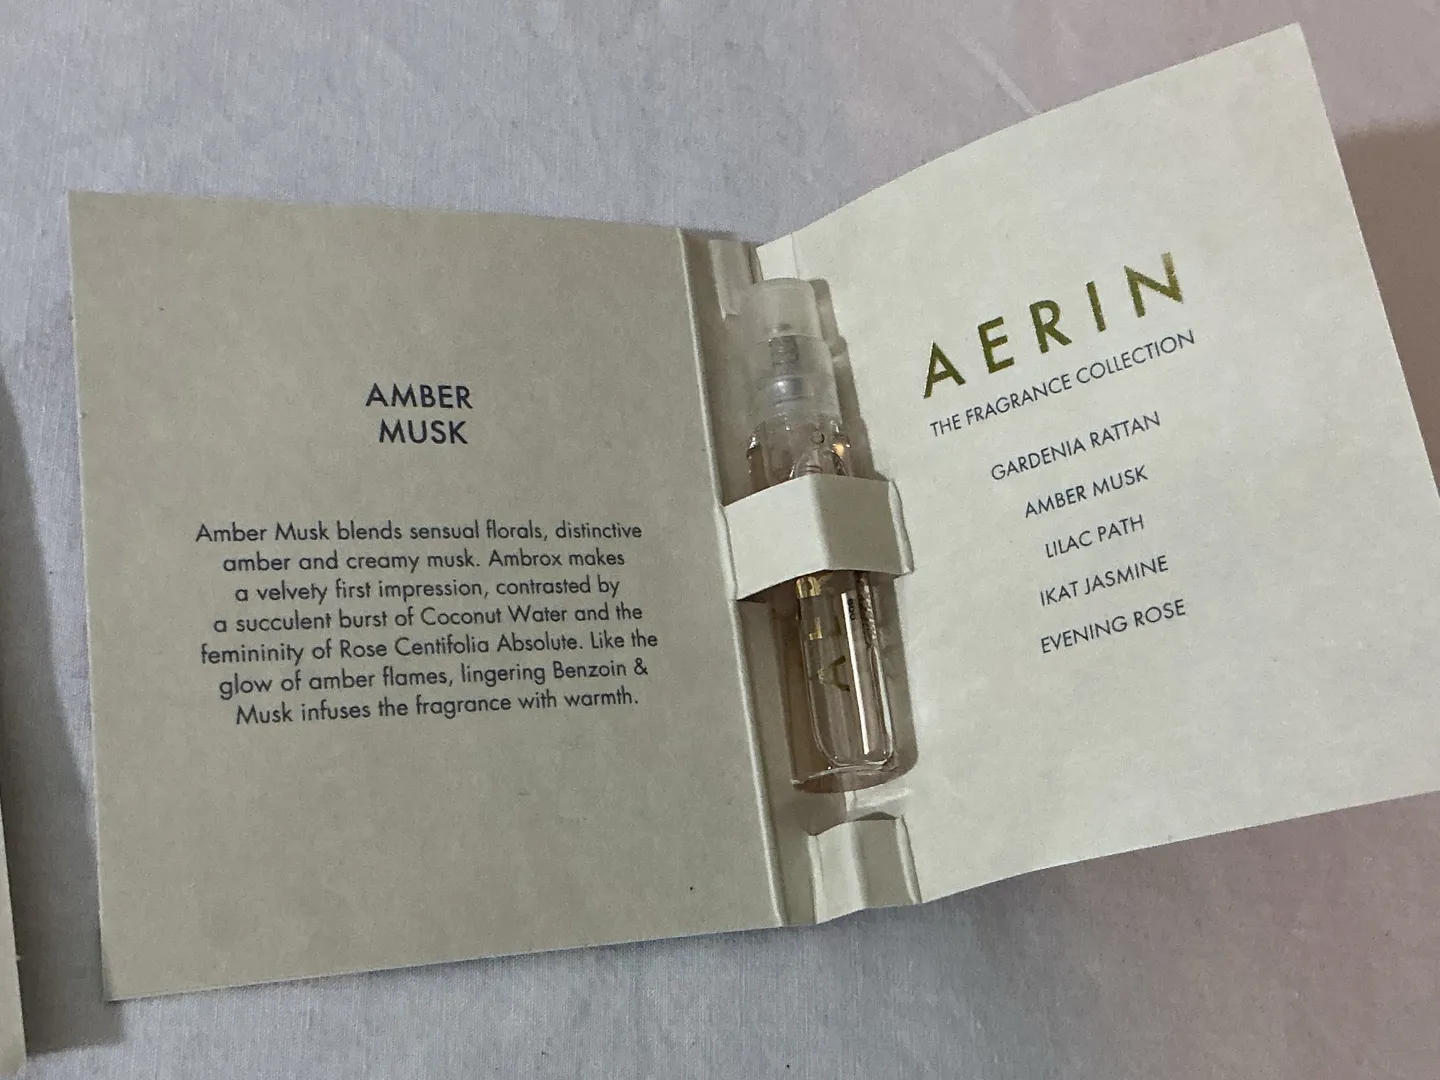 AMBER
MUSK
Amber Musk blends sensual florals, distinctive
amber and creamy musk. Ambrox makes
a velvety first impression, contrasted by
a succulent burst of Coconut Water and the
femininity of Rose Centifolia Absolute. Like the
glow of amber flames, lingering Benzoin &
Musk infuses the fragrance with warmth.
AERIN
THE FRAGRANCE COLLECTION
GARDENIA RATTAN
AMBER MUSK
LILAC PATH
IKAT JASMINE
EVENING ROSE